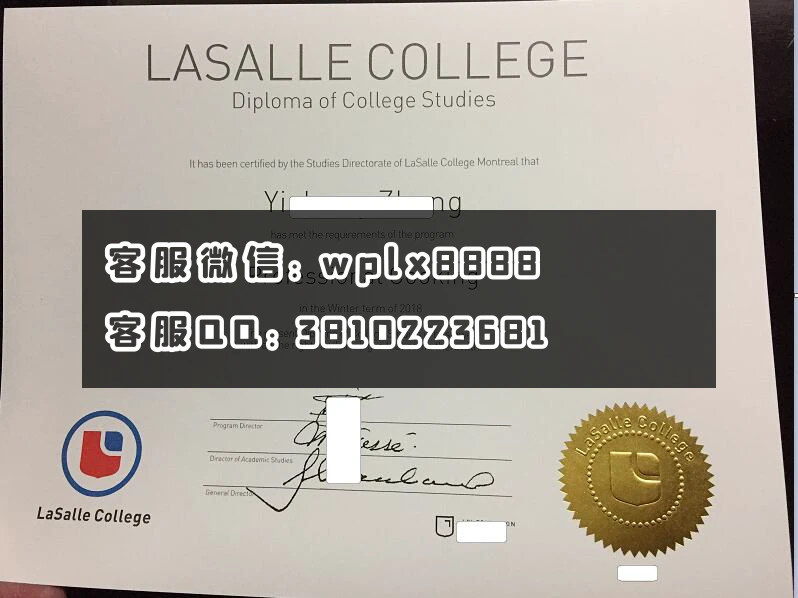 LASALLE COLLEGE
Diploma of College Studies
It has been certified by the Studies Directorate of LaSalle College Montreal that
has met the requirements of the program
客服微信: wplx8888
Professional Cooking
in the Winter term of 2018
客服QQ: 3810223681
Program Director
Director of Academic Studies
General Director
LaSalle College
LaSalle College